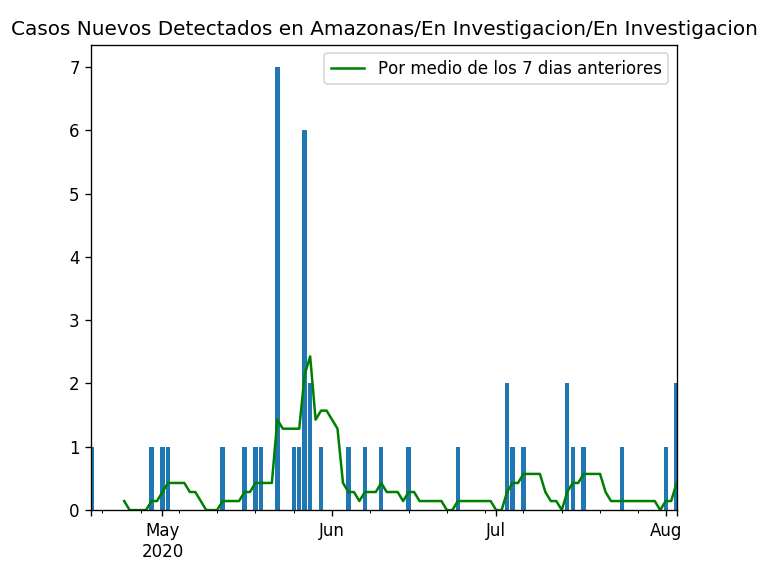 Casos Nuevos Detectados en Amazonas/En Investigacion/En Investigacion
Por medio de los 7 dias anteriores
7
6
5
4
3
2
1
0
May
2020
Jun
Jul
Aug